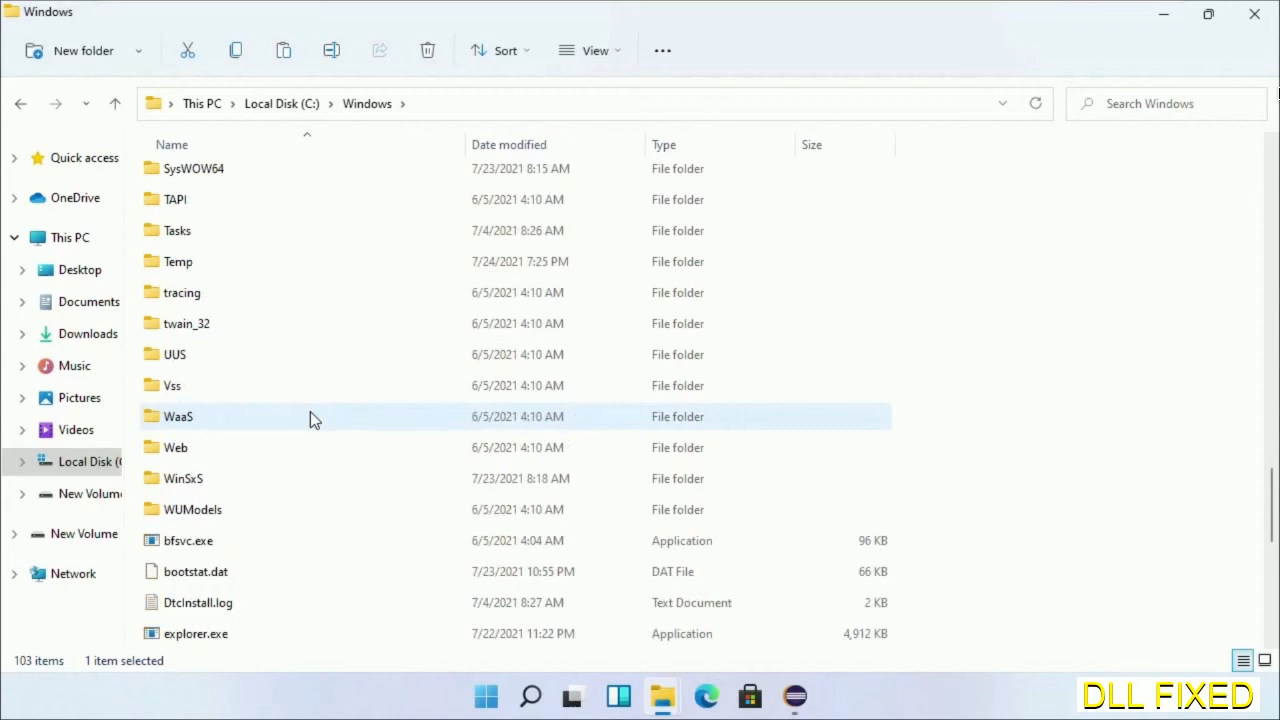 Windows
New folder
Sort
View
This PC
Local Disk (C:)
Windows
Search Windows
Name
Date modified
Type
Size
Quick access
OneDrive
This PC
Desktop
Documents
Downloads
Music
Pictures
Videos
Local Disk (
New Volum
New Volume
Network
SysWOW64 7/23/2021 8:15 AM File folder
TAPI 6/5/2021 4:10 AM File folder
Tasks 7/4/2021 8:26 AM File folder
Temp 7/24/2021 7:25 PM File folder
tracing 6/5/2021 4:10 AM File folder
twain_32 6/5/2021 4:10 AM File folder
UUS 6/5/2021 4:10 AM File folder
Vss 6/5/2021 4:10 AM File folder
WaaS 6/5/2021 4:10 AM File folder
Web 6/5/2021 4:10 AM File folder
WinSxS 7/23/2021 8:18 AM File folder
WUModels 6/5/2021 4:10 AM File folder
bfsvc.exe 6/5/2021 4:04 AM Application 96 KB
bootstat.dat 7/23/2021 10:55 PM DAT File 66 KB
DtcInstall.log 7/4/2021 8:27 AM Text Document 2 KB
explorer.exe 7/22/2021 11:22 PM Application 4,912 KB
103 items
1 item selected
DLL FIXED